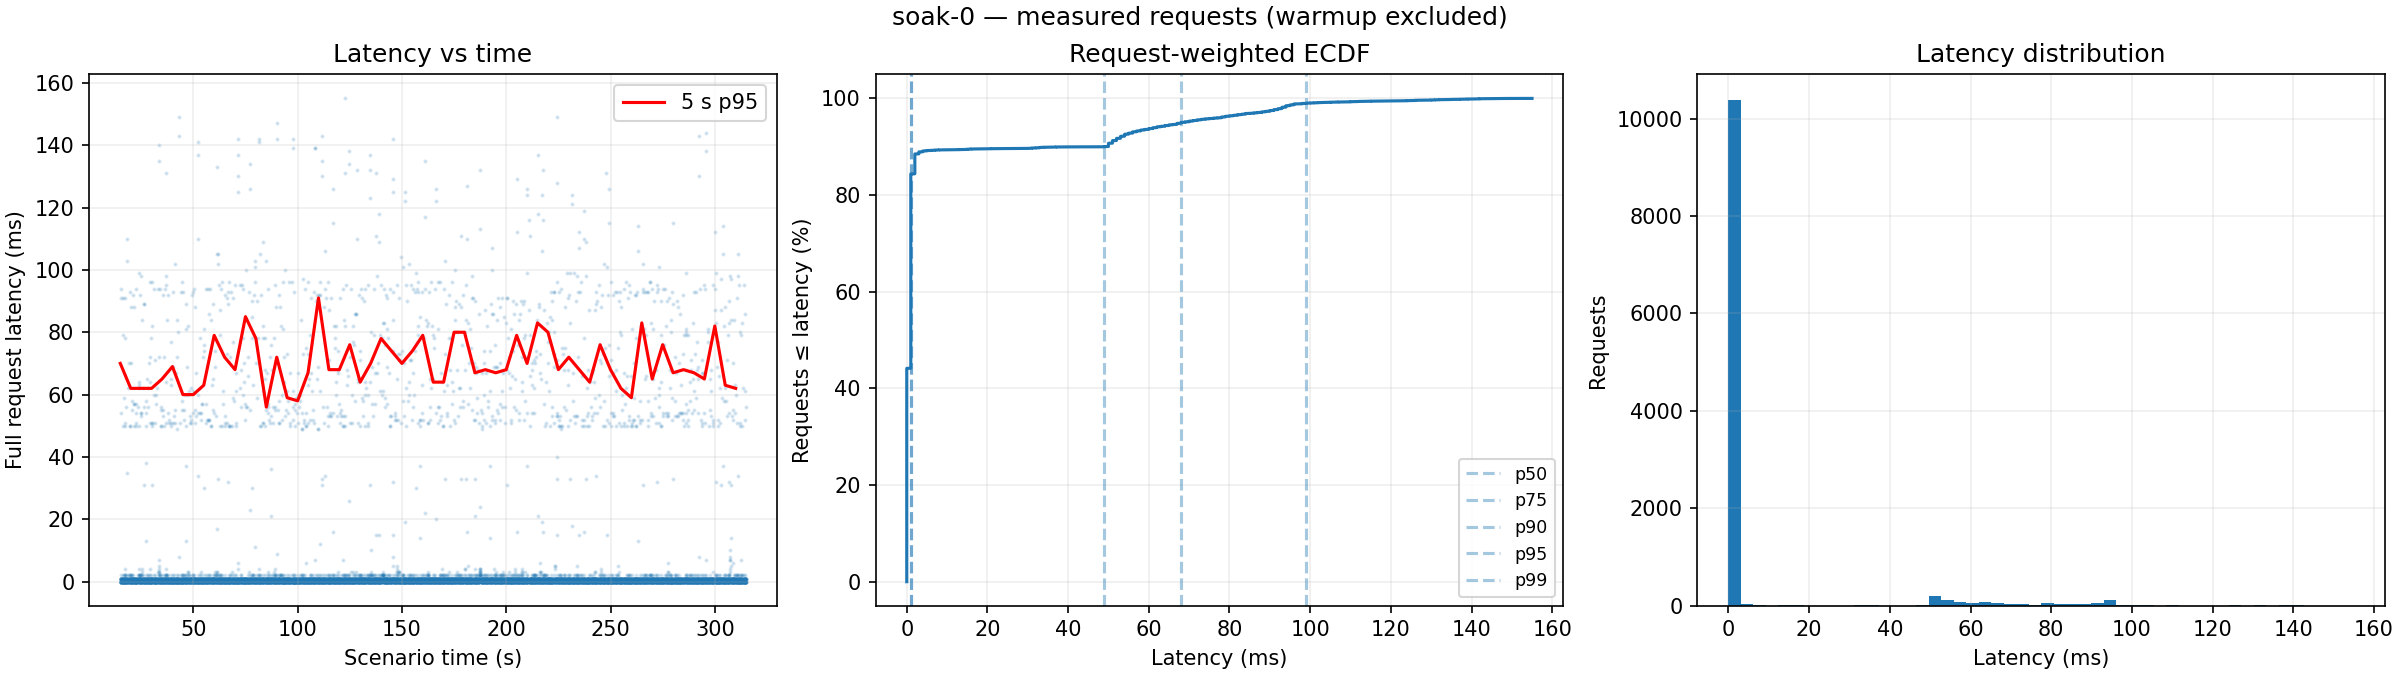 soak-0 — measured requests (warmup excluded)
Latency vs time
Full request latency (ms)
160
140
120
100
80
60
40
20
0
5 s p95
50
100
150
200
250
300
Scenario time (s)
Request-weighted ECDF
Requests ≤ latency (%)
100
80
60
40
20
0
p50
p75
p90
p95
p99
0
20
40
60
80
100
120
140
160
Latency (ms)
Latency distribution
Requests
10000
8000
6000
4000
2000
0
0
20
40
60
80
100
120
140
160
Latency (ms)